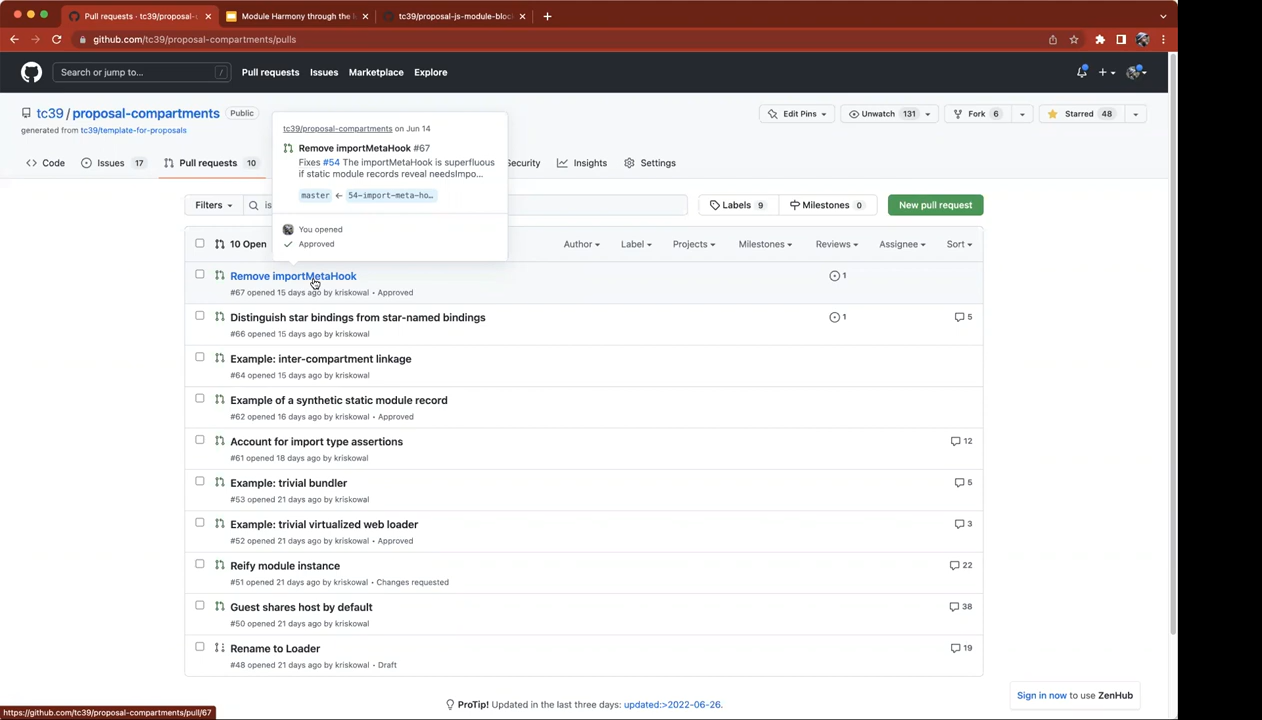 Pull requests · tc39/proposal-
Module Harmony through the l
tc39/proposal-js-module-bloc
github.com/tc39/proposal-compartments/pulls
Search or jump to...
/
Pull requests
Issues
Marketplace
Explore
tc39 / proposal-compartments
Public
generated from tc39/template-for-proposals
Edit Pins
Unwatch 131
Fork 6
Starred 48
Code
Issues 17
Pull requests 10
Security
Insights
Settings
tc39/proposal-compartments on Jun 14
Remove importMetaHook #67
Fixes #54 The importMetaHook is superfluous
if static module records reveal needsImpo...
master ← 54-import-meta-ho...
You opened
Approved
Filters
is
Labels 9
Milestones 0
New pull request
10 Open
Author
Label
Projects
Milestones
Reviews
Assignee
Sort
Remove importMetaHook
1
#67 opened 15 days ago by kriskowal • Approved
Distinguish star bindings from star-named bindings
1
5
#66 opened 15 days ago by kriskowal
Example: inter-compartment linkage
#64 opened 15 days ago by kriskowal
Example of a synthetic static module record
#62 opened 16 days ago by kriskowal • Approved
Account for import type assertions
12
#61 opened 18 days ago by kriskowal
Example: trivial bundler
5
#53 opened 21 days ago by kriskowal
Example: trivial virtualized web loader
3
#52 opened 21 days ago by kriskowal • Approved
Reify module instance
22
#51 opened 21 days ago by kriskowal • Changes requested
Guest shares host by default
38
#50 opened 21 days ago by kriskowal
Rename to Loader
19
#48 opened 21 days ago by kriskowal • Draft
Sign in now to use ZenHub
ProTip! Updated in the last three days: updated:>2022-06-26.
https://github.com/tc39/proposal-compartments/pull/67